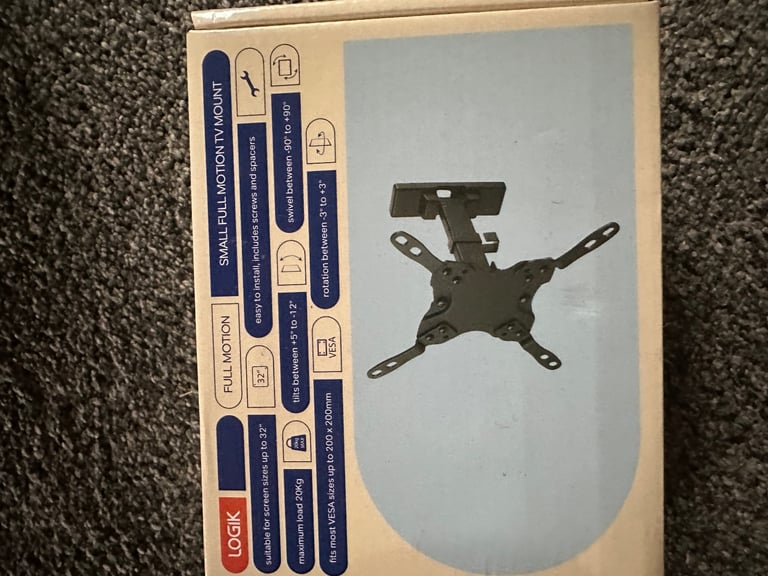 LOGIK
FULL MOTION
SMALL FULL MOTION TV MOUNT
suitable for screen sizes up to 32"
32"
easy to install, includes screws and spacers
maximum load 20Kg
20kg
MAX
tilts between +5° to -12°
swivel between -90° to +90°
fits most VESA sizes up to 200 x 200mm
VESA
rotation between -3° to +3°